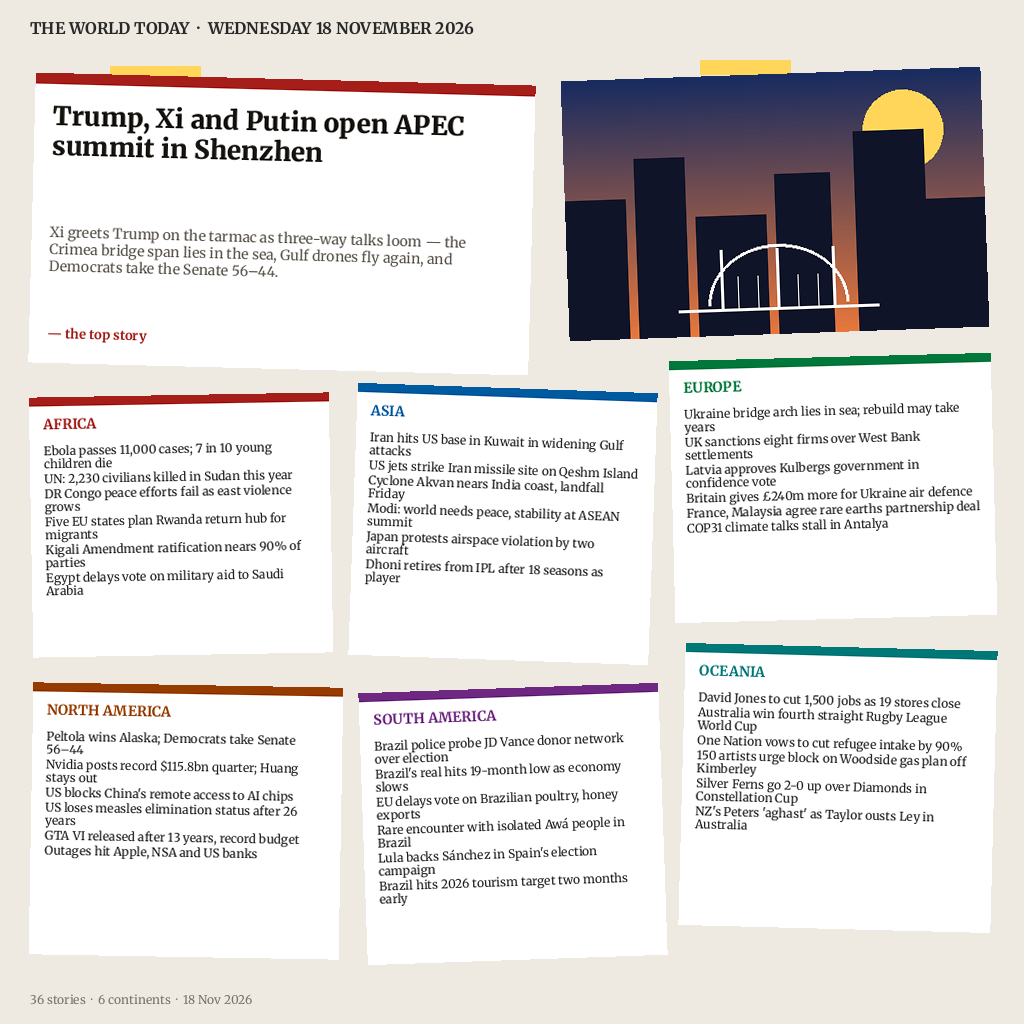 THE WORLD TODAY · WEDNESDAY 18 NOVEMBER 2026
Trump, Xi and Putin open APEC
summit in Shenzhen
Xi greets Trump on the tarmac as three-way talks loom — the
Crimea bridge span lies in the sea, Gulf drones fly again, and
Democrats take the Senate 56–44.
— the top story
AFRICA
Ebola passes 11,000 cases; 7 in 10 young
children die
UN: 2,230 civilians killed in Sudan this year
DR Congo peace efforts fail as east violence
grows
Five EU states plan Rwanda return hub for
migrants
Kigali Amendment ratification nears 90% of
parties
Egypt delays vote on military aid to Saudi
Arabia
ASIA
Iran hits US base in Kuwait in widening Gulf
attacks
US jets strike Iran missile site on Qeshm Island
Cyclone Akvan nears India coast, landfall
Friday
Modi: world needs peace, stability at ASEAN
summit
Japan protests airspace violation by two
aircraft
Dhoni retires from IPL after 18 seasons as
player
EUROPE
Ukraine bridge arch lies in sea; rebuild may take
years
UK sanctions eight firms over West Bank
settlements
Latvia approves Kulbergs government in
confidence vote
Britain gives £240m more for Ukraine air defence
France, Malaysia agree rare earths partnership deal
COP31 climate talks stall in Antalya
NORTH AMERICA
Peltola wins Alaska; Democrats take Senate
56–44
Nvidia posts record $115.8bn quarter; Huang
stays out
US blocks China's remote access to AI chips
US loses measles elimination status after 26
years
GTA VI released after 13 years, record budget
Outages hit Apple, NSA and US banks
SOUTH AMERICA
Brazil police probe JD Vance donor network
over election
Brazil's real hits 19-month low as economy
slows
EU delays vote on Brazilian poultry, honey
exports
Rare encounter with isolated Awá people in
Brazil
Lula backs Sánchez in Spain's election
campaign
Brazil hits 2026 tourism target two months
early
OCEANIA
David Jones to cut 1,500 jobs as 19 stores close
Australia win fourth straight Rugby League
World Cup
One Nation vows to cut refugee intake by 90%
150 artists urge block on Woodside gas plan off
Kimberley
Silver Ferns go 2–0 up over Diamonds in
Constellation Cup
NZ's Peters 'aghast' as Taylor ousts Ley in
Australia
36 stories · 6 continents · 18 Nov 2026